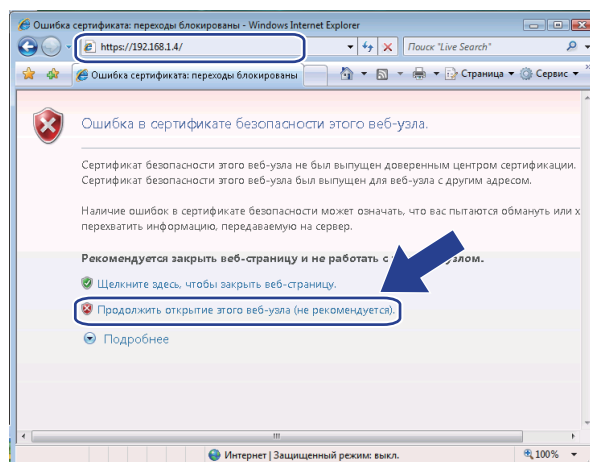 Ошибка сертификата: переходы блокированы - Windows Internet Explorer
https://192.168.1.4/
Поиск "Live Search"
Ошибка сертификата: переходы блокированы
Страница
Сервис
Ошибка в сертификате безопасности этого веб-узла.
Сертификат безопасности этого веб-узла не был выпущен доверенным центром сертификации.
Сертификат безопасности этого веб-узла был выпущен для веб-узла с другим адресом.
Наличие ошибок в сертификате безопасности может означать, что вас пытаются обмануть или х
перехватить информацию, передаваемую на сервер.
Рекомендуется закрыть веб-страницу и не работать с узлом.
Щелкните здесь, чтобы закрыть веб-страницу.
Продолжить открытие этого веб-узла (не рекомендуется).
Подробнее
Интернет | Защищенный режим: выкл.
100%